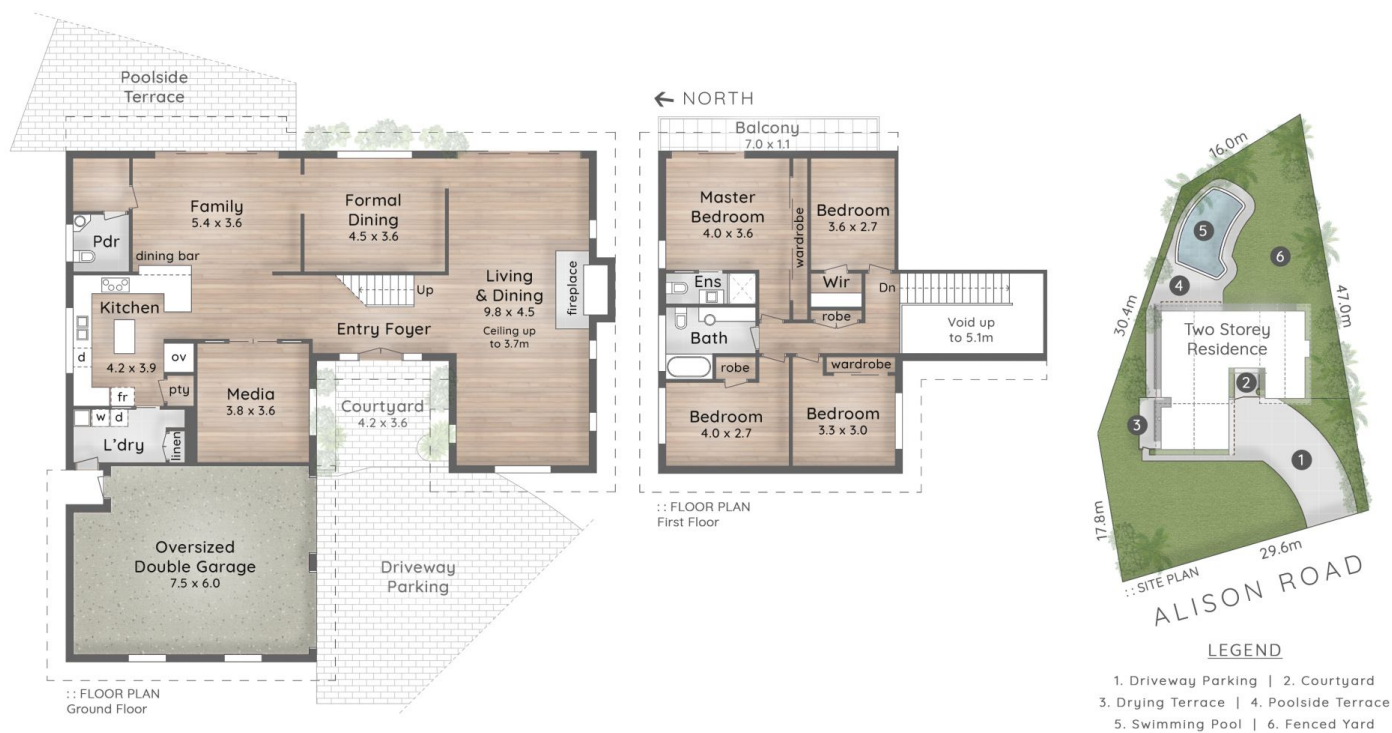 Poolside
Terrace
Family
5.4 x 3.6
Formal
Dining
4.5 x 3.6
Pdr
dining bar
Kitchen
4.2 x 3.9
d
ov
pty
fr
w d
L'dry
linen
Media
3.8 x 3.6
Up
Entry Foyer
Living
& Dining
9.8 x 4.5
Ceiling up
to 3.7m
fireplace
Courtyard
4.2 x 3.6
Oversized
Double Garage
7.5 x 6.0
Driveway
Parking
: : FLOOR PLAN
Ground Floor
NORTH
Balcony
7.0 x 1.1
Master
Bedroom
4.0 x 3.6
wardrobe
Bedroom
3.6 x 2.7
Ens
Wir
Dn
robe
Bath
Void up
to 5.1m
robe
wardrobe
Bedroom
4.0 x 2.7
Bedroom
3.3 x 3.0
: : FLOOR PLAN
First Floor
16.0m
5
6
4
30.4m
47.0m
Two Storey
Residence
2
3
1
17.8m
29.6m
: : SITE PLAN
ALISON ROAD
LEGEND
1. Driveway Parking | 2. Courtyard
3. Drying Terrace | 4. Poolside Terrace
5. Swimming Pool | 6. Fenced Yard